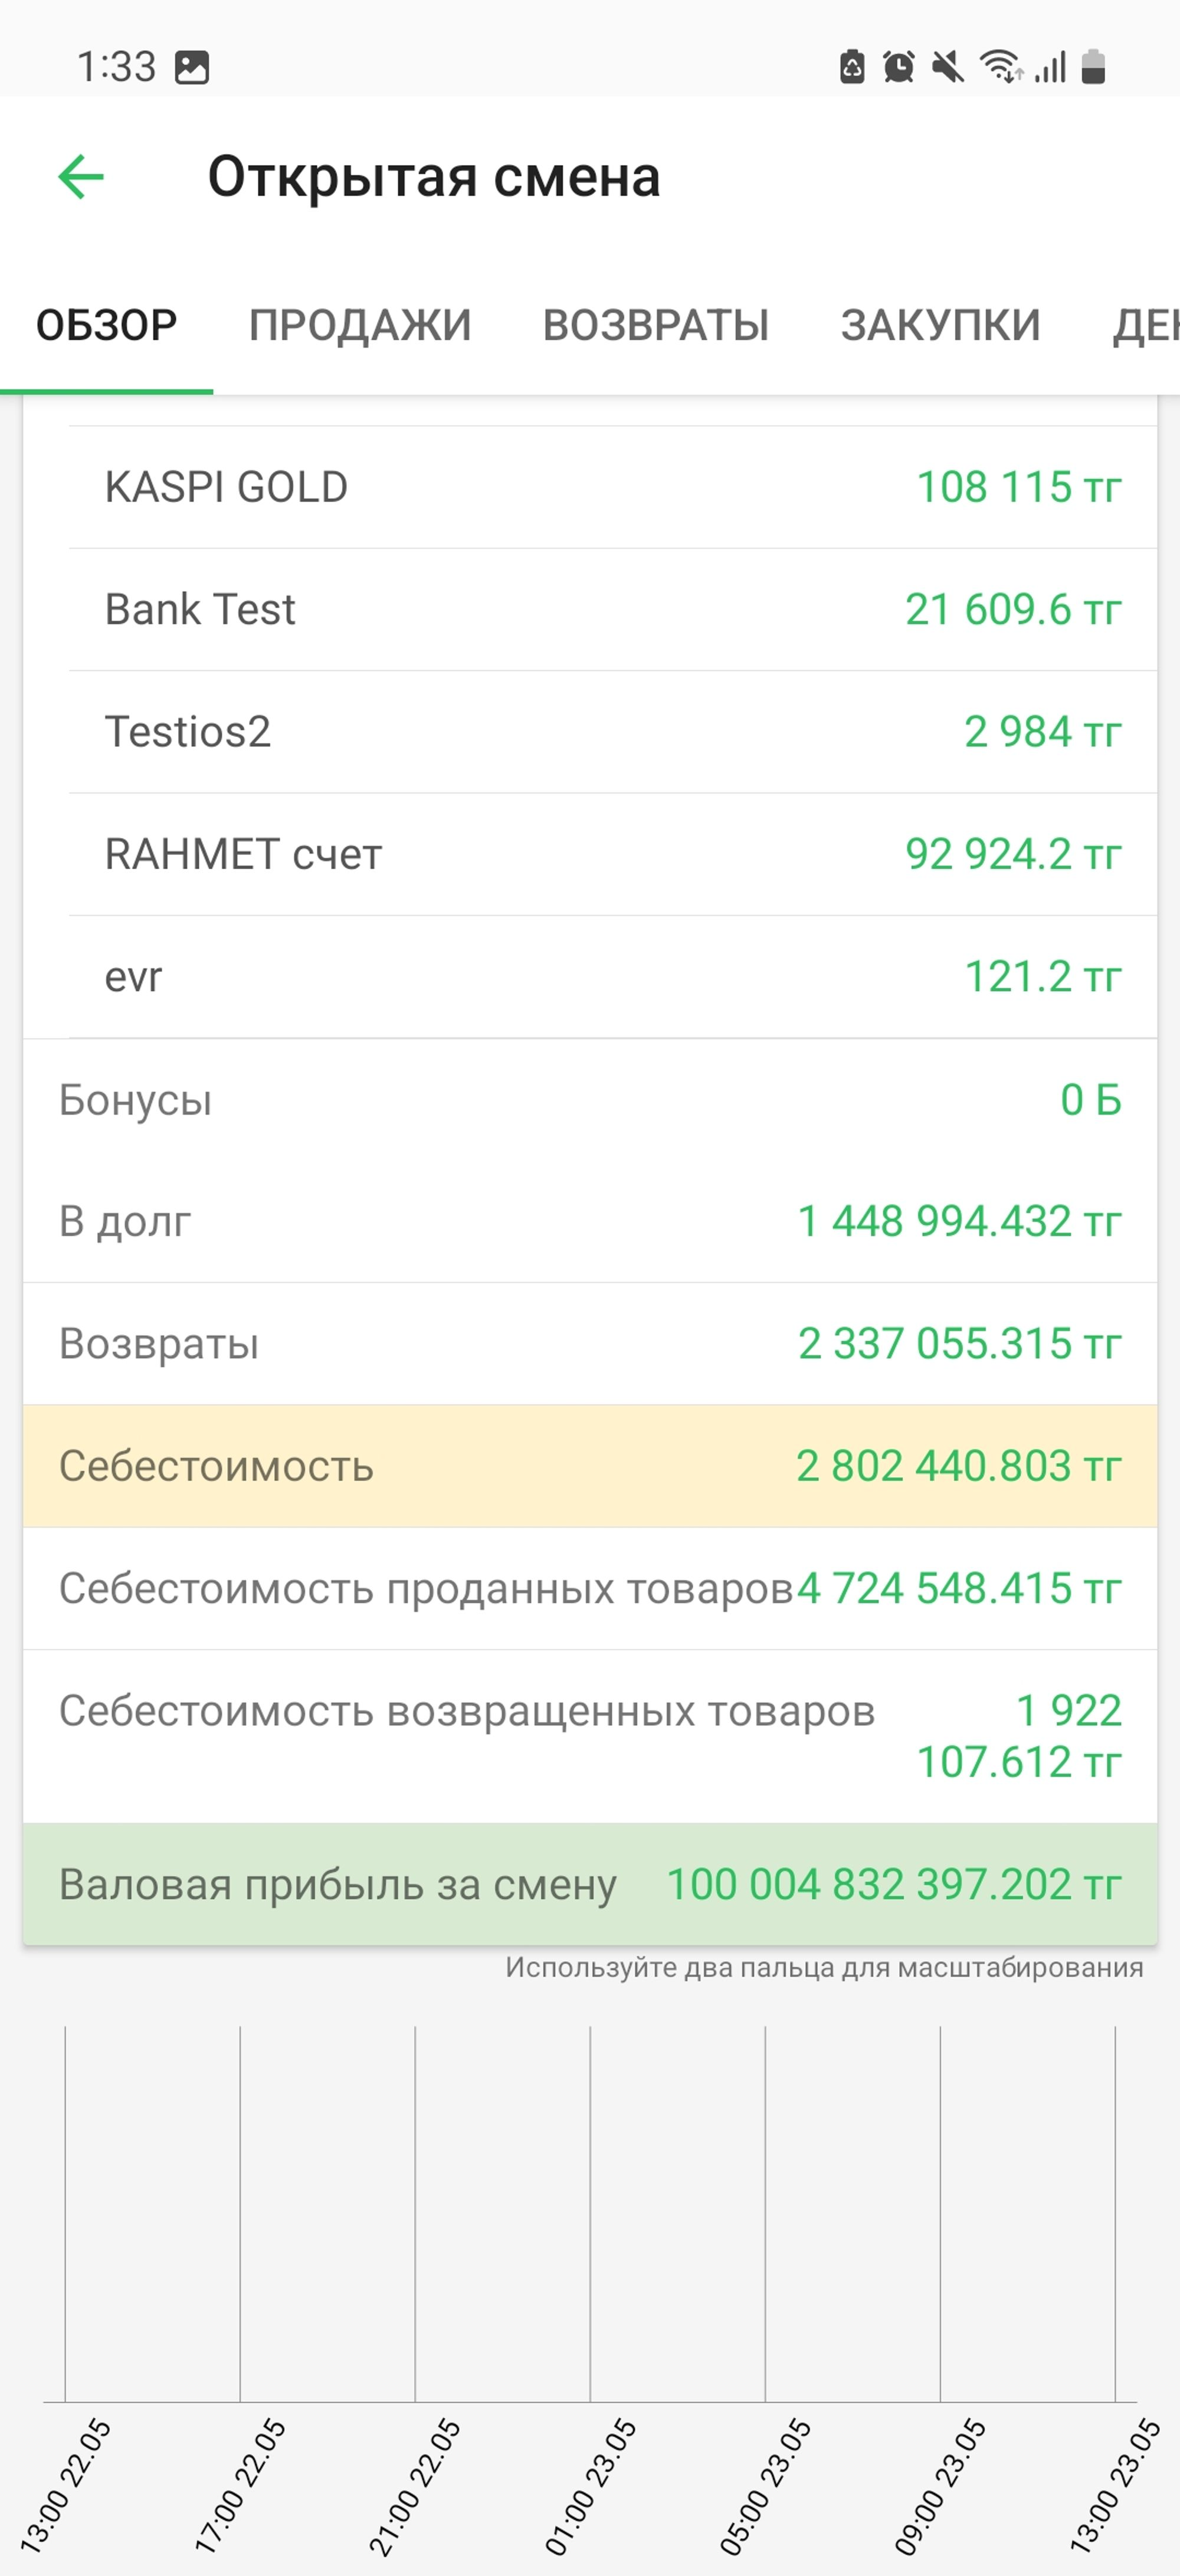 1:33
Открытая смена
ОБЗОР ПРОДАЖИ ВОЗВРАТЫ ЗАКУПКИ
KASPI GOLD 108 115 тг
Bank Test 21 609.6 тг
Testios2 2 984 тг
RAHMET счет 92 924.2 тг
evr 121.2 тг
Бонусы 0 Б
В долг 1 448 994.432 тг
Возвраты 2 337 055.315 тг
Себестоимость 2 802 440.803 тг
Себестоимость проданных товаров 4 724 548.415 тг
Себестоимость возвращенных товаров 1 922
107.612 тг
Валовая прибыль за смену 100 004 832 397.202 тг
Используйте два пальца для масштабирования
13:00 22.05 17:00 22.05 21:00 22.05 01:00 23.05 05:00 23.05 09:00 23.05 13:00 23.05